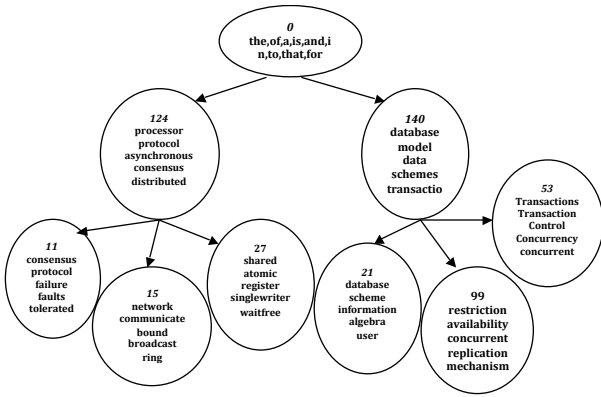 0
the,of,a,is,and,i
n,to,that,for
124
processor
protocol
asynchronous
consensus
distributed
140
database
model
data
schemes
transactio
53
Transactions
Transaction
Control
Concurrency
concurrent
11
consensus
protocol
failure
faults
tolerated
15
network
communicate
bound
broadcast
ring
27
shared
atomic
register
singlewriter
waitfree
21
database
scheme
information
algebra
user
99
restriction
availability
concurrent
replication
mechanism